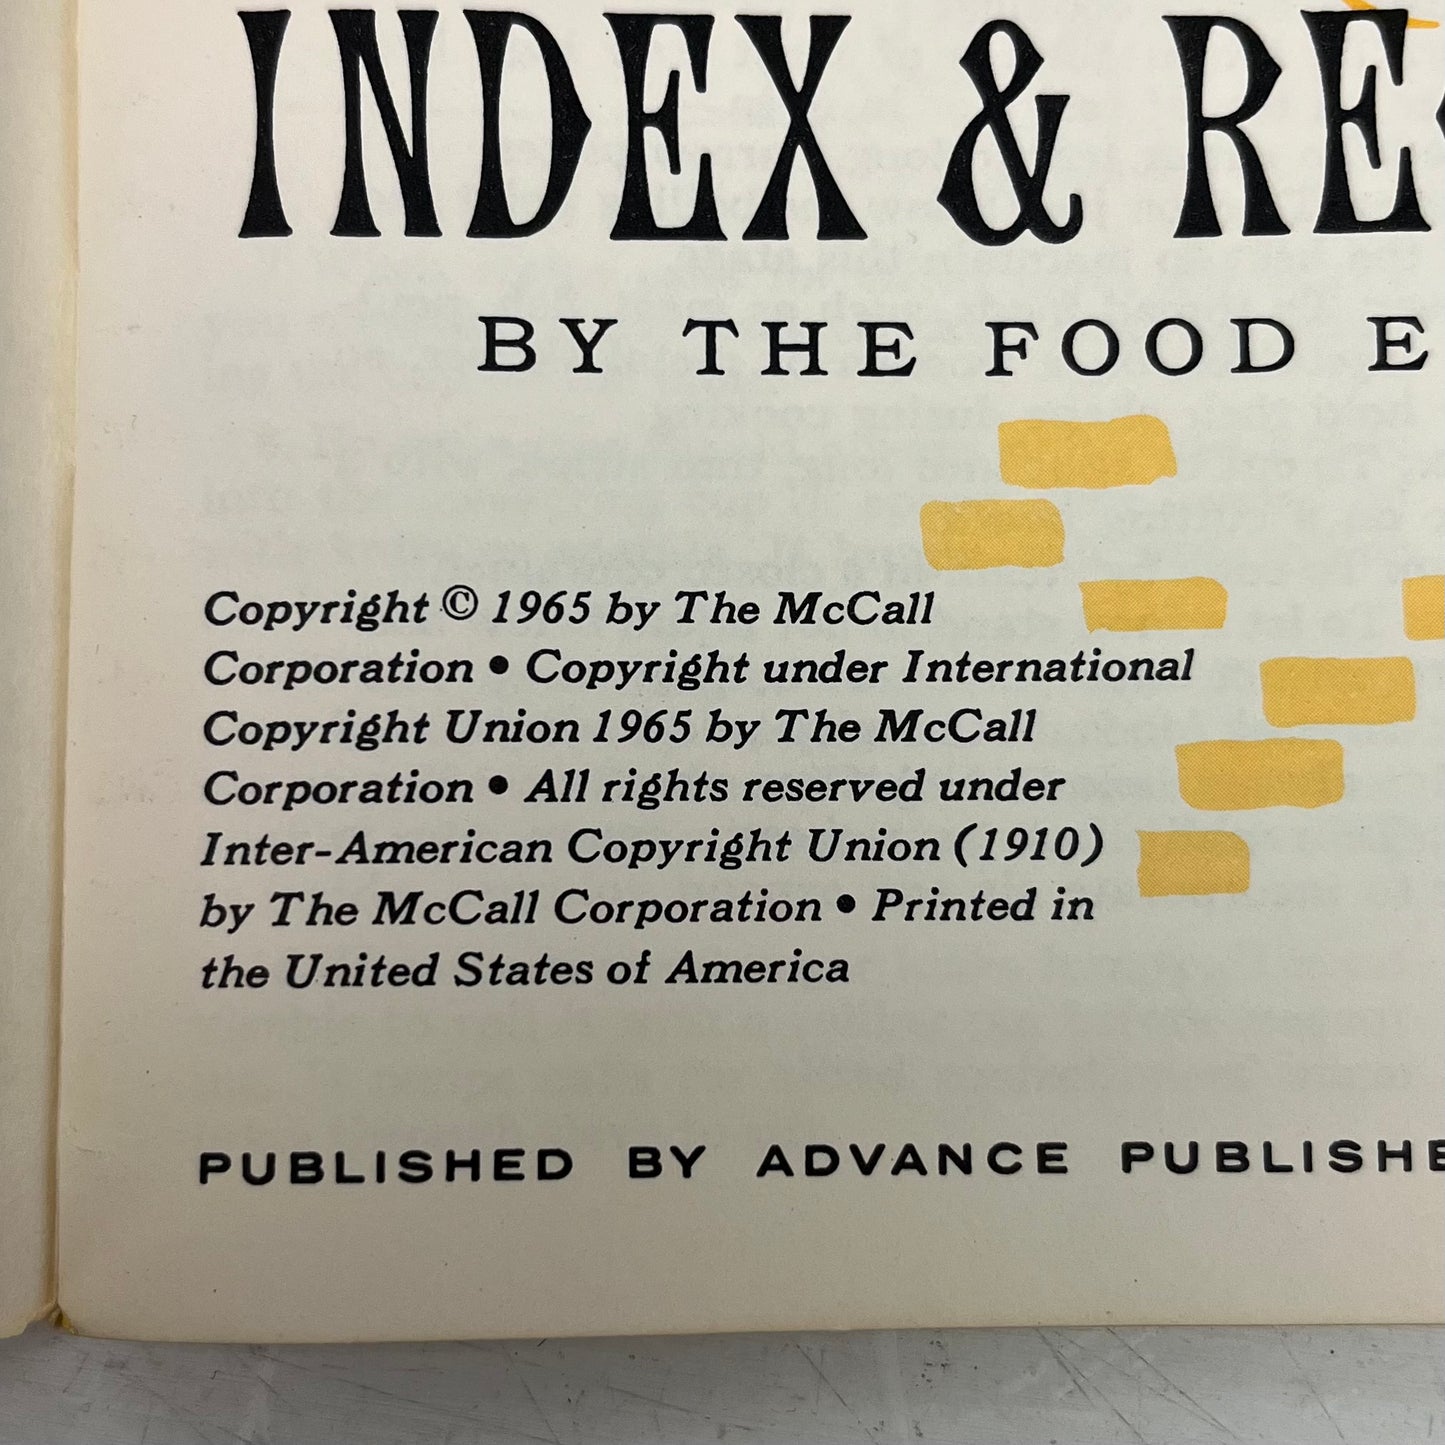 INDEX & RE
BY THE FOOD E
Copyright © 1965 by The McCall
Corporation • Copyright under International
Copyright Union 1965 by The McCall
Corporation • All rights reserved under
Inter-American Copyright Union (1910)
by The McCall Corporation • Printed in
the United States of America
PUBLISHED BY ADVANCE PUBLISHE